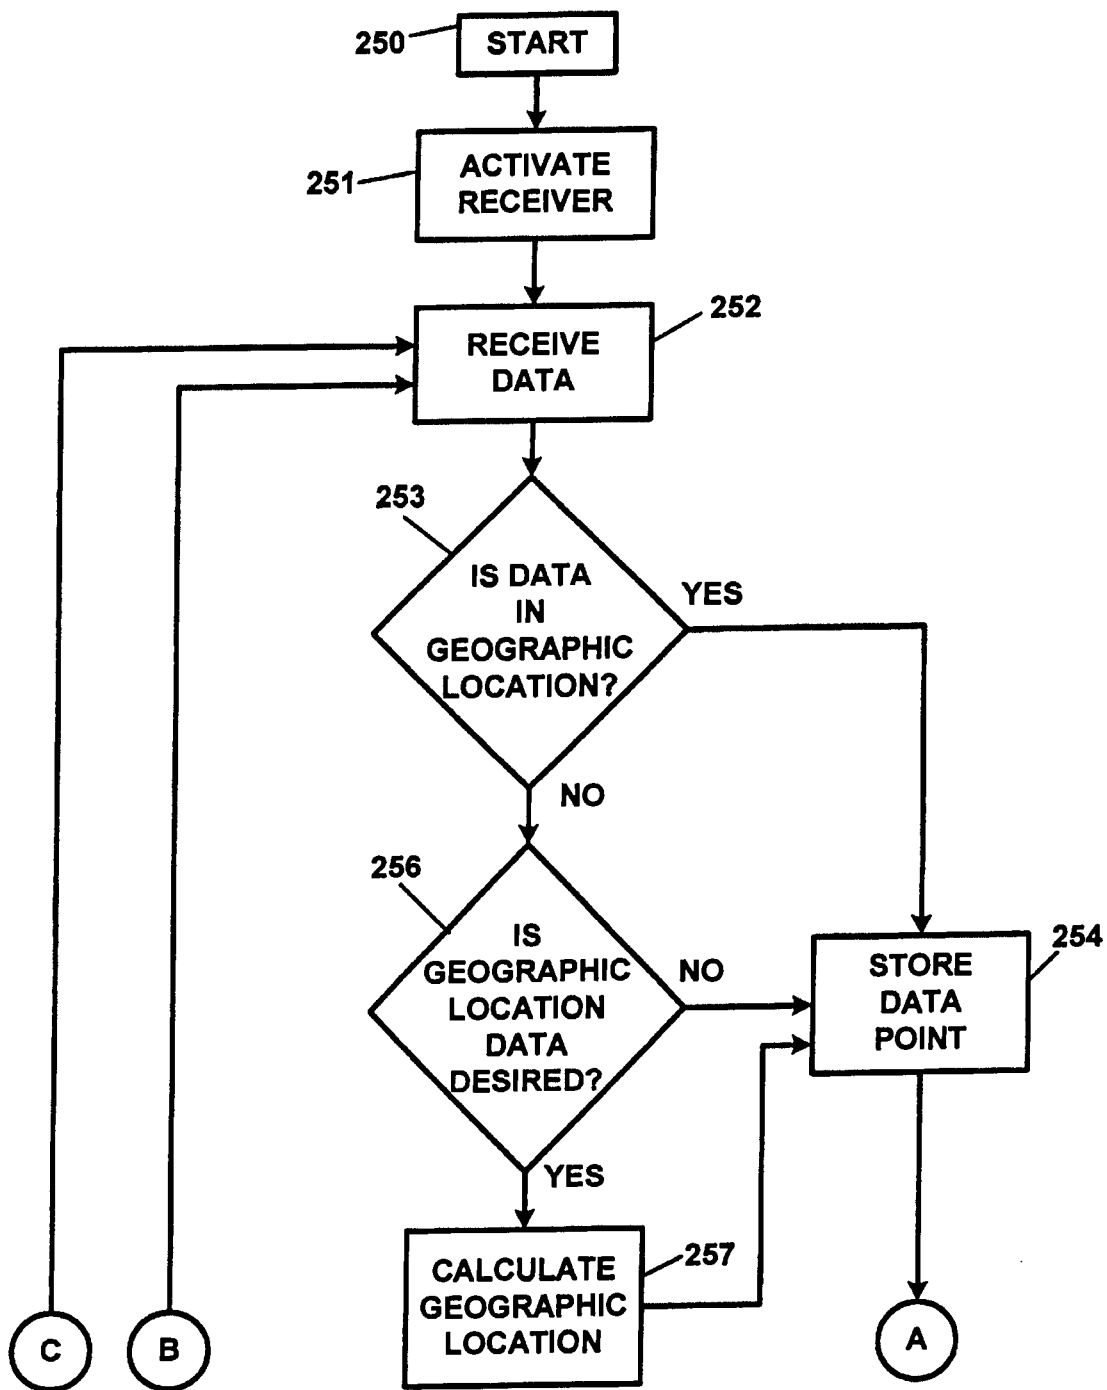 250
START
251
ACTIVATE
RECEIVER
252
RECEIVE
DATA
253
IS DATA
IN
GEOGRAPHIC
LOCATION?
YES
NO
256
IS
GEOGRAPHIC
LOCATION
DATA
DESIRED?
NO
254
STORE
DATA
POINT
YES
257
CALCULATE
GEOGRAPHIC
LOCATION
C
B
A